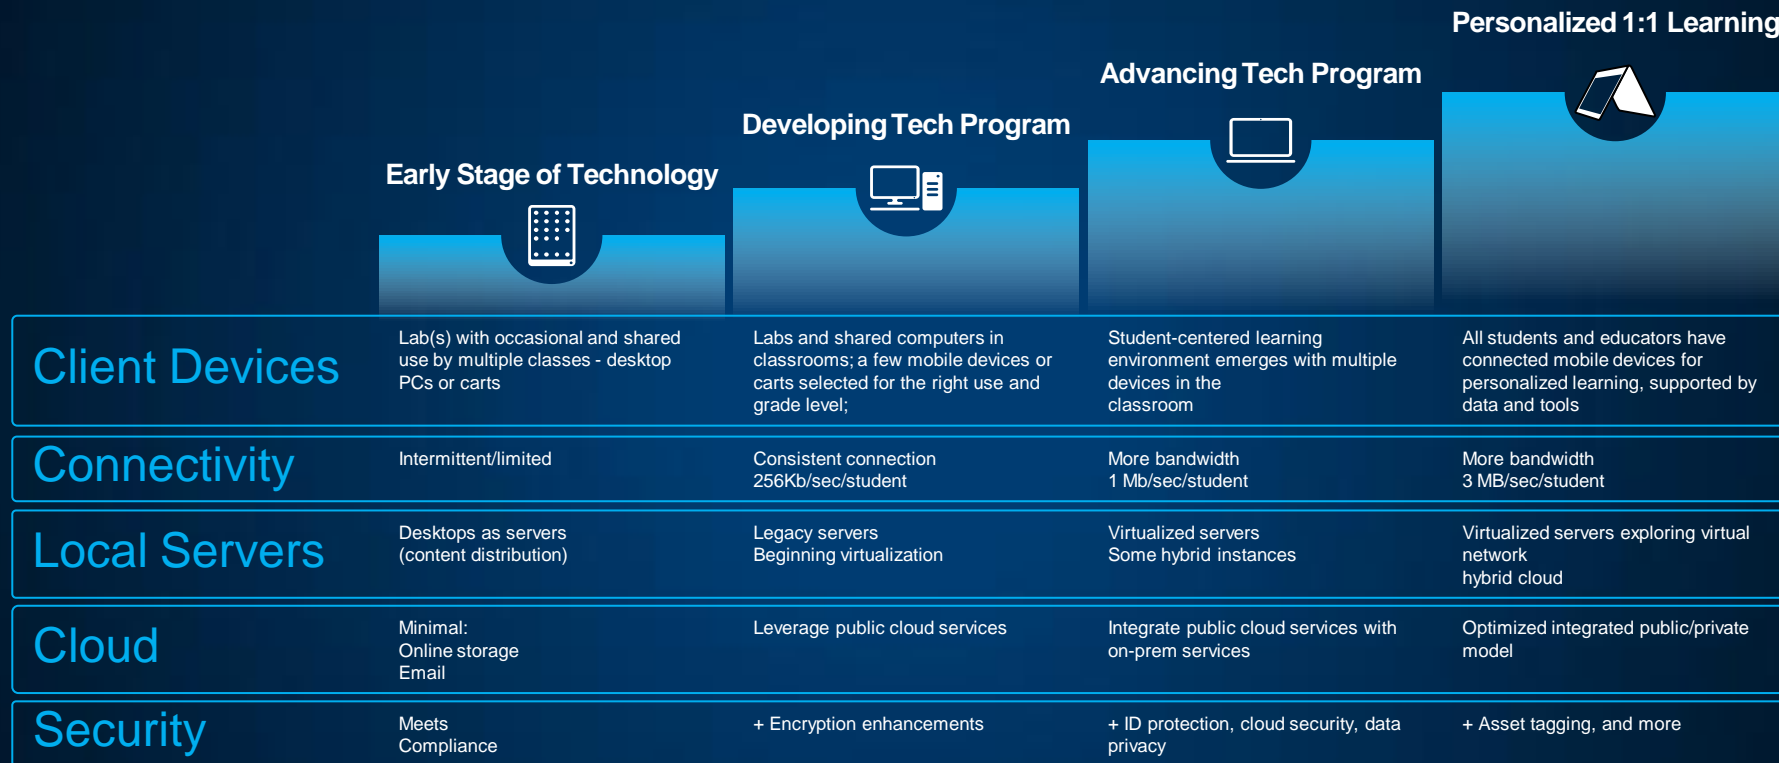 Personalized 1:1 Learning
Advancing Tech Program
Developing Tech Program
Early Stage of Technology
Client Devices
Lab(s) with occasional and shared
use by multiple classes - desktop
PCs or carts
Labs and shared computers in
classrooms; a few mobile devices or
carts selected for the right use and
grade level;
Student-centered learning
environment emerges with multiple
devices in the
classroom
All students and educators have
connected mobile devices for
personalized learning, supported by
data and tools
Connectivity
Intermittent/limited
Consistent connection
256Kb/sec/student
More bandwidth
1 Mb/sec/student
More bandwidth
3 MB/sec/student
Local Servers
Desktops as servers
(content distribution)
Legacy servers
Beginning virtualization
Virtualized servers
Some hybrid instances
Virtualized servers exploring virtual
network
hybrid cloud
Cloud
Minimal:
Online storage
Email
Leverage public cloud services
Integrate public cloud services with
on-prem services
Optimized integrated public/private
model
Security
Meets
Compliance
+ Encryption enhancements
+ ID protection, cloud security, data
privacy
+ Asset tagging, and more